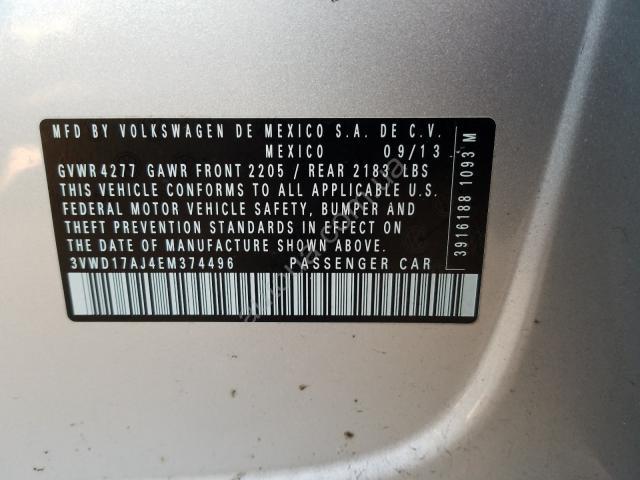 MFD BY VOLKSWAGEN DE MEXICO S.A. DE C.V.
MEXICO 09/13
GVWR 4277 GAWR FRONT 2205 / REAR 2183 LBS
THIS VEHICLE CONFORMS TO ALL APPLICABLE U.S.
FEDERAL MOTOR VEHICLE SAFETY, BUMPER AND
THEFT PREVENTION STANDARDS IN EFFECT ON
THE DATE OF MANUFACTURE SHOWN ABOVE.
3VWD17AJ4EM374496 PASSENGER CAR
3916188 1093 M